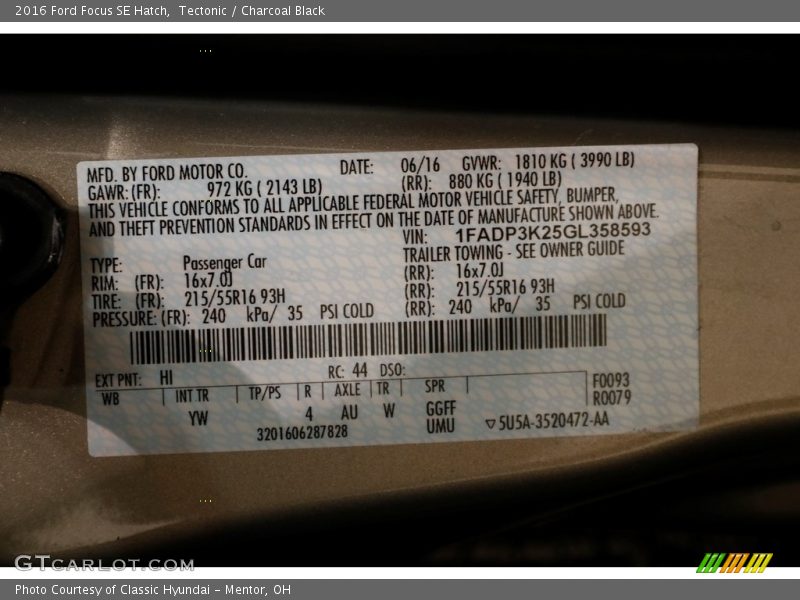 2016 Ford Focus SE Hatch,  Tectonic / Charcoal Black
MFD. BY FORD MOTOR CO. DATE: 06/16 GVWR: 1810 KG ( 3990 LB)
GAWR: (FR): 972 KG ( 2143 LB) (RR): 880 KG ( 1940 LB)
THIS VEHICLE CONFORMS TO ALL APPLICABLE FEDERAL MOTOR VEHICLE SAFETY, BUMPER,
AND THEFT PREVENTION STANDARDS IN EFFECT ON THE DATE OF MANUFACTURE SHOWN ABOVE.
VIN: 1FADP3K25GL358593
TRAILER TOWING - SEE OWNER GUIDE
TYPE: Passenger Car
RIM: (FR): 16x7.0J (RR): 16x7.0J
TIRE: (FR): 215/55R16 93H (RR): 215/55R16 93H
PRESSURE: (FR): 240 kPa/ 35 PSI COLD (RR): 240 kPa/ 35 PSI COLD
EXT PNT: HI RC: 44 DSO:
WB INT TR TP/PS R AXLE TR SPR F0093
R0079
YW 4 AU W GGFF
UMU
3201606287828
▽5U5A-3520472-AA
GTCARLOT.COM
Photo Courtesy of Classic Hyundai - Mentor, OH